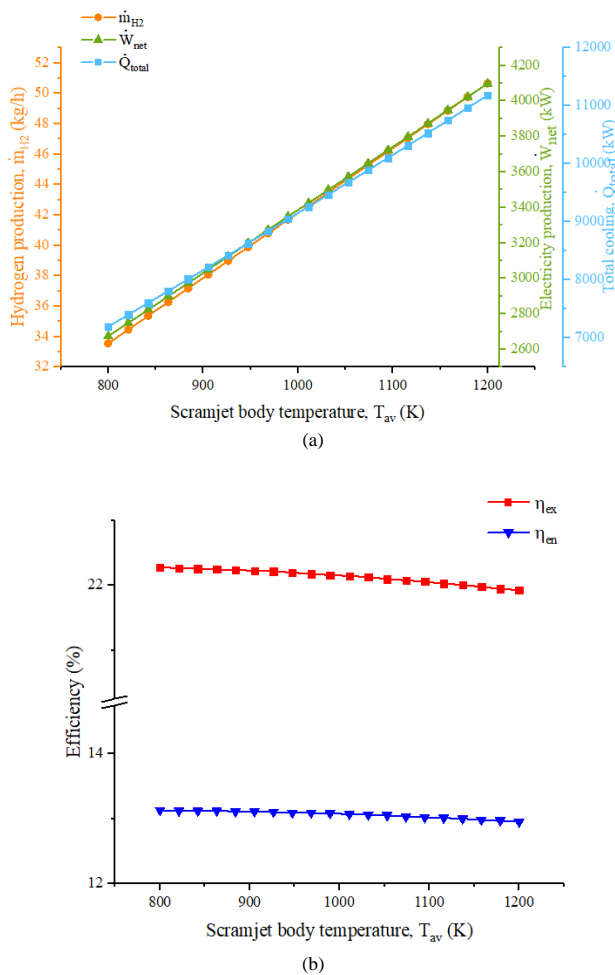 ṁH2
Ẇnet
Q̇total
Hydrogen production, ṁH2 (kg/h)
52
50
48
46
44
42
40
38
36
34
32
Electricity production, Ẇnet (kW)
4200
4000
3800
3600
3400
3200
3000
2800
2600
Total cooling, Q̇total (kW)
12000
11000
10000
9000
8000
7000
800 900 1000 1100 1200
Scramjet body temperature, Tav (K)
(a)
ηex
ηen
Efficiency (%)
22
14
12
800 900 1000 1100 1200
Scramjet body temperature, Tav (K)
(b)